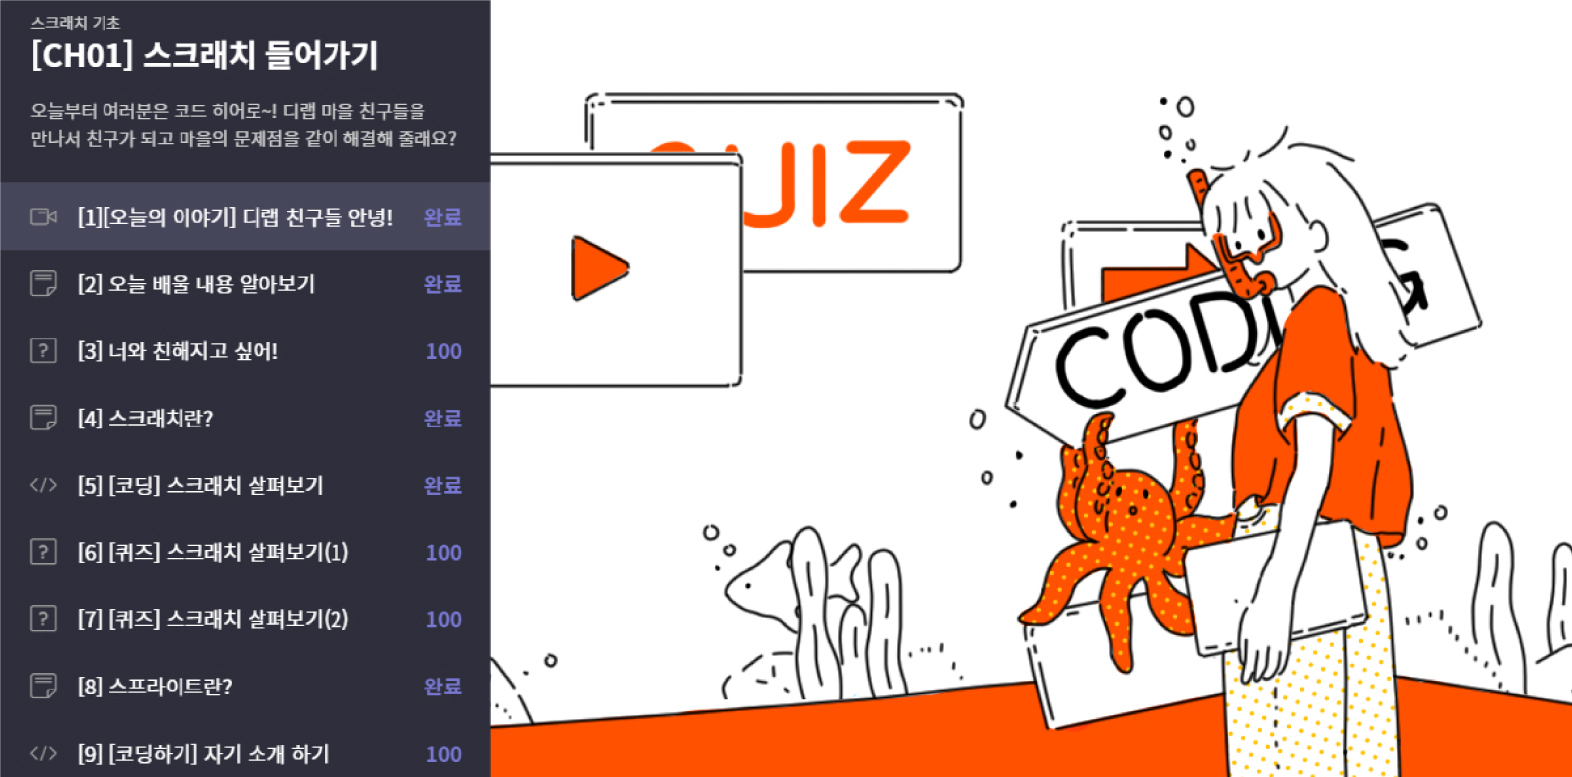 스크래치 기초
[CH01] 스크래치 들어가기
오늘부터 여러분은 코드 히어로~! 디랩 마을 친구들을
만나서 친구가 되고 마을의 문제점을 같이 해결해 줄래요?
[1][오늘의 이야기] 디랩 친구들 안녕! 완료
[2] 오늘 배울 내용 알아보기 완료
[3] 너와 친해지고 싶어! 100
[4] 스크래치란? 완료
[5] [코딩] 스크래치 살펴보기 완료
[6] [퀴즈] 스크래치 살펴보기(1) 100
[7] [퀴즈] 스크래치 살펴보기(2) 100
[8] 스프라이트란? 완료
[9] [코딩하기] 자기 소개 하기 100
QUIZ
CODING